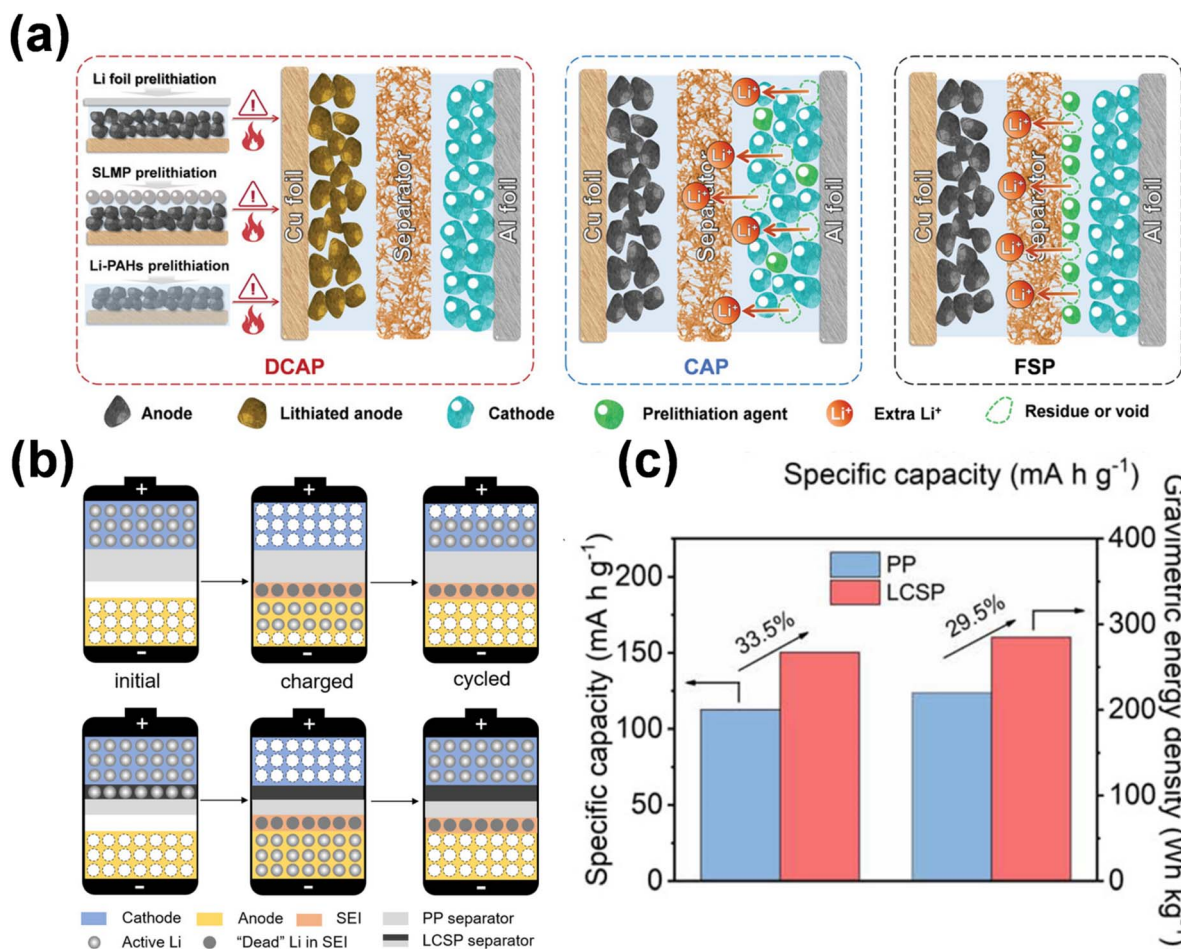 (a)
Li foil prelithiation
SLMP prelithiation
Li-PAHs prelithiation
Cu foil
Separator
Al foil
DCAP
Cu foil
Separator
Al foil
Li⁺
Li⁺
Li⁺
Li⁺
Li⁺
CAP
Cu foil
Separator
Al foil
Li⁺
Li⁺
Li⁺
Li⁺
FSP
Anode
Lithiated anode
Cathode
Prelithiation agent
Li⁺ Extra Li⁺
Residue or void
(b)
+
+
+
-
-
-
initial
charged
cycled
+
+
+
-
-
-
Cathode
Anode
SEI
PP separator
Active Li
“Dead” Li in SEI
LCSP separator
(c)
Specific capacity (mA h g⁻¹)
Specific capacity (mA h g⁻¹)
200
150
100
50
0
PP
LCSP
33.5%
29.5%
400
300
200
100
0
Gravimetric energy density (Wh kg⁻¹)